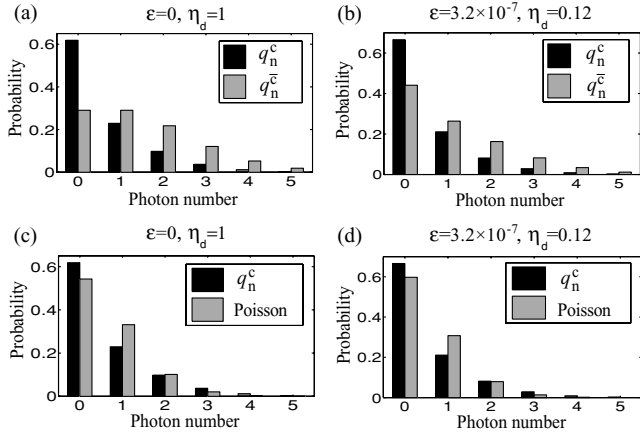 (a)
ε=0, η_d=1
Probability
0.6
0.4
0.2
0
q_n^c
q_n^c̄
0 1 2 3 4 5
Photon number
(b)
ε=3.2×10⁻⁷, η_d=0.12
Probability
0.6
0.4
0.2
0
q_n^c
q_n^c̄
0 1 2 3 4 5
Photon number
(c)
ε=0, η_d=1
Probability
0.6
0.4
0.2
0
q_n^c
Poisson
0 1 2 3 4 5
Photon number
(d)
ε=3.2×10⁻⁷, η_d=0.12
Probability
0.6
0.4
0.2
0
q_n^c
Poisson
0 1 2 3 4 5
Photon number